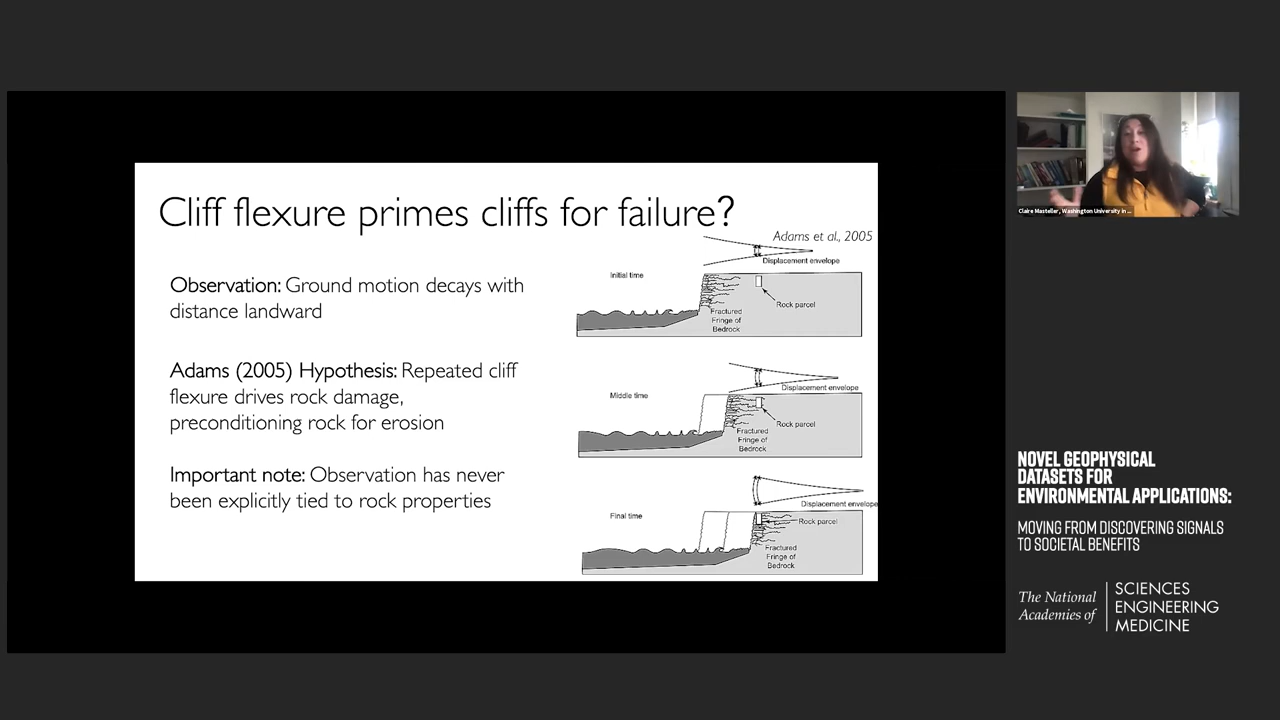 Cliff flexure primes cliffs for failure?
Adams et al., 2005
Observation: Ground motion decays with
distance landward
Adams (2005) Hypothesis: Repeated cliff
flexure drives rock damage,
preconditioning rock for erosion
Important note: Observation has never
been explicitly tied to rock properties
Displacement envelope
Initial time
Rock parcel
Fractured
Fringe of
Bedrock
Displacement envelope
Middle time
Rock parcel
Fractured
Fringe of
Bedrock
Displacement envelope
Final time
Rock parcel
Fractured
Fringe of
Bedrock
Claire Masteller, Washington University in ...
NOVEL GEOPHYSICAL
DATASETS FOR
ENVIRONMENTAL APPLICATIONS:
MOVING FROM DISCOVERING SIGNALS
TO SOCIETAL BENEFITS
The National
Academies of
SCIENCES
ENGINEERING
MEDICINE